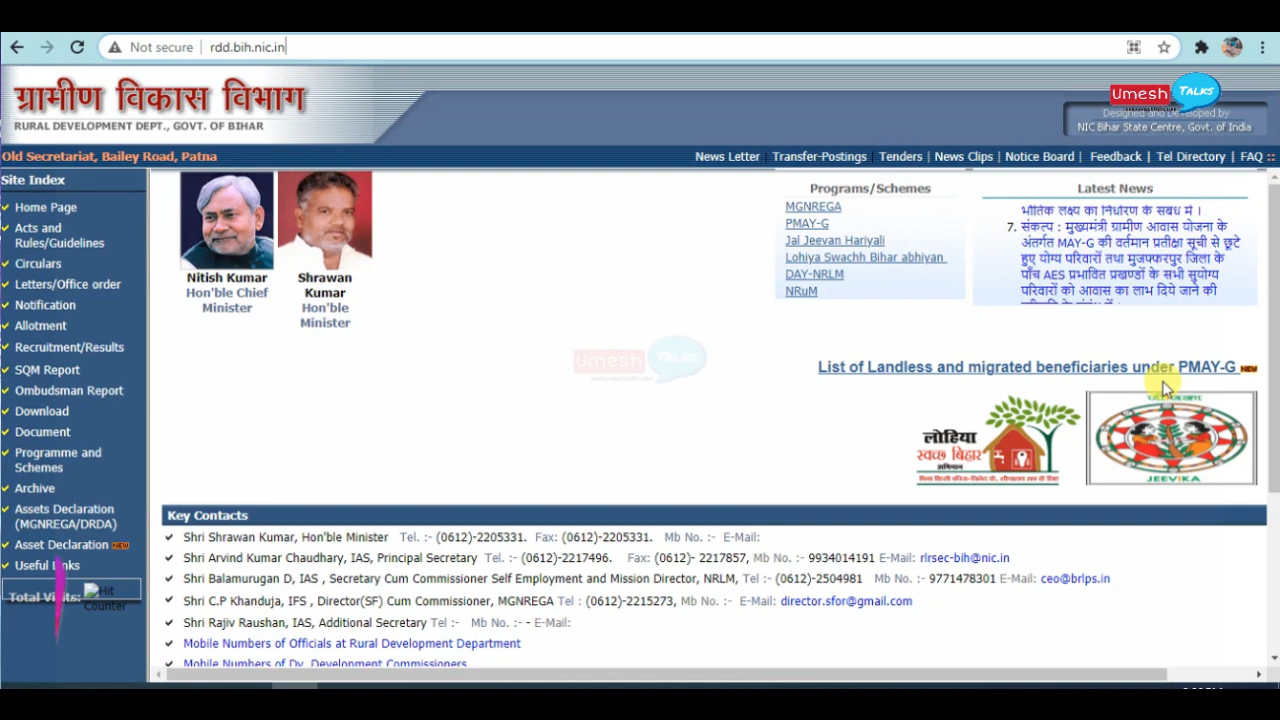 Not secure
rdd.bih.nic.in
ग्रामीण विकास विभाग
RURAL DEVELOPMENT DEPT., GOVT. OF BIHAR
Umesh Talks
Designed and Developed by
NIC Bihar State Centre, Govt. of India
Old Secretariat, Bailey Road, Patna
News Letter Transfer-Postings | Tenders | News Clips | Notice Board | Feedback | Tel Directory | FAQ ::
Site Index
Home Page
Acts and
Rules/Guidelines
Circulars
Letters/Office order
Notification
Allotment
Recruitment/Results
SQM Report
Ombudsman Report
Download
Document
Programme and
Schemes
Archive
Assets Declaration
(MGNREGA/DRDA)
Asset Declaration NEW
Useful Links
Total Visits: Hit
Counter
Nitish Kumar
Hon'ble Chief
Minister
Shrawan
Kumar
Hon'ble
Minister
Programs/Schemes
MGNREGA
PMAY-G
Jal Jeevan Hariyali
Lohiya Swachh Bihar abhiyan
DAY-NRLM
NRuM
Latest News
भौतिक लक्ष्य का निर्धारण के संबंध में ।
7. संकल्प : मुख्यमंत्री ग्रामीण आवास योजना के
अंतर्गत MAY-G की वर्तमान प्रतीक्षा सूची से छूटे
हुए योग्य परिवारों तथा मुजफ्फरपुर जिला के
पाँच AES प्रभावित प्रखण्डों के सभी सुयोग्य
परिवारों को आवास का लाभ दिये जाने की
Umesh Talks
List of Landless and migrated beneficiaries under PMAY-G NEW
लोहिया
स्वच्छ बिहार
अभियान
JEEViKA
Key Contacts
Shri Shrawan Kumar, Hon'ble Minister Tel. :- (0612)-2205331. Fax: (0612)-2205331. Mb No. :- E-Mail:
Shri Arvind Kumar Chaudhary, IAS, Principal Secretary Tel. :- (0612)-2217496. Fax: (0612)- 2217857, Mb No. :- 9934014191 E-Mail: rlrsec-bih@nic.in
Shri Balamurugan D, IAS , Secretary Cum Commissioner Self Employment and Mission Director, NRLM, Tel :- (0612)-2504981 Mb No. :- 9771478301 E-Mail: ceo@brlps.in
Shri C.P Khanduja, IFS , Director(SF) Cum Commissioner, MGNREGA Tel : (0612)-2215273, Mb No. :- E-Mail: director.sfor@gmail.com
Shri Rajiv Raushan, IAS, Additional Secretary Tel :- Mb No. :- - E-Mail:
Mobile Numbers of Officials at Rural Development Department
Mobile Numbers of Dy. Development Commissioners